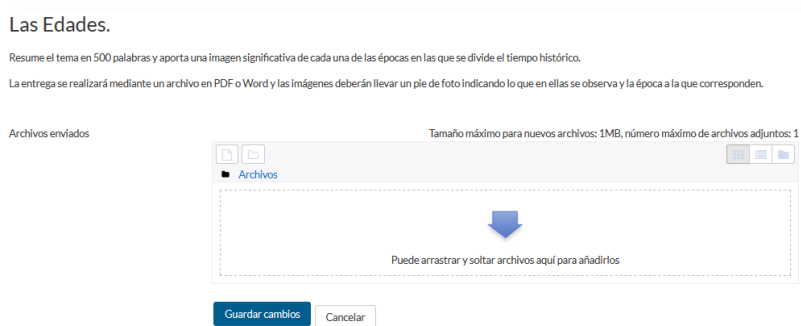 Las Edades.
Resume el tema en 500 palabras y aporta una imagen significativa de cada una de las épocas en las que se divide el tiempo histórico.
La entrega se realizará mediante un archivo en PDF o Word y las imágenes deberán llevar un pie de foto indicando lo que en ellas se observa y la época a la que corresponden.
Archivos enviados
Tamaño máximo para nuevos archivos: 1MB, número máximo de archivos adjuntos: 1
Archivos
Puede arrastrar y soltar archivos aquí para añadirlos
Guardar cambios
Cancelar